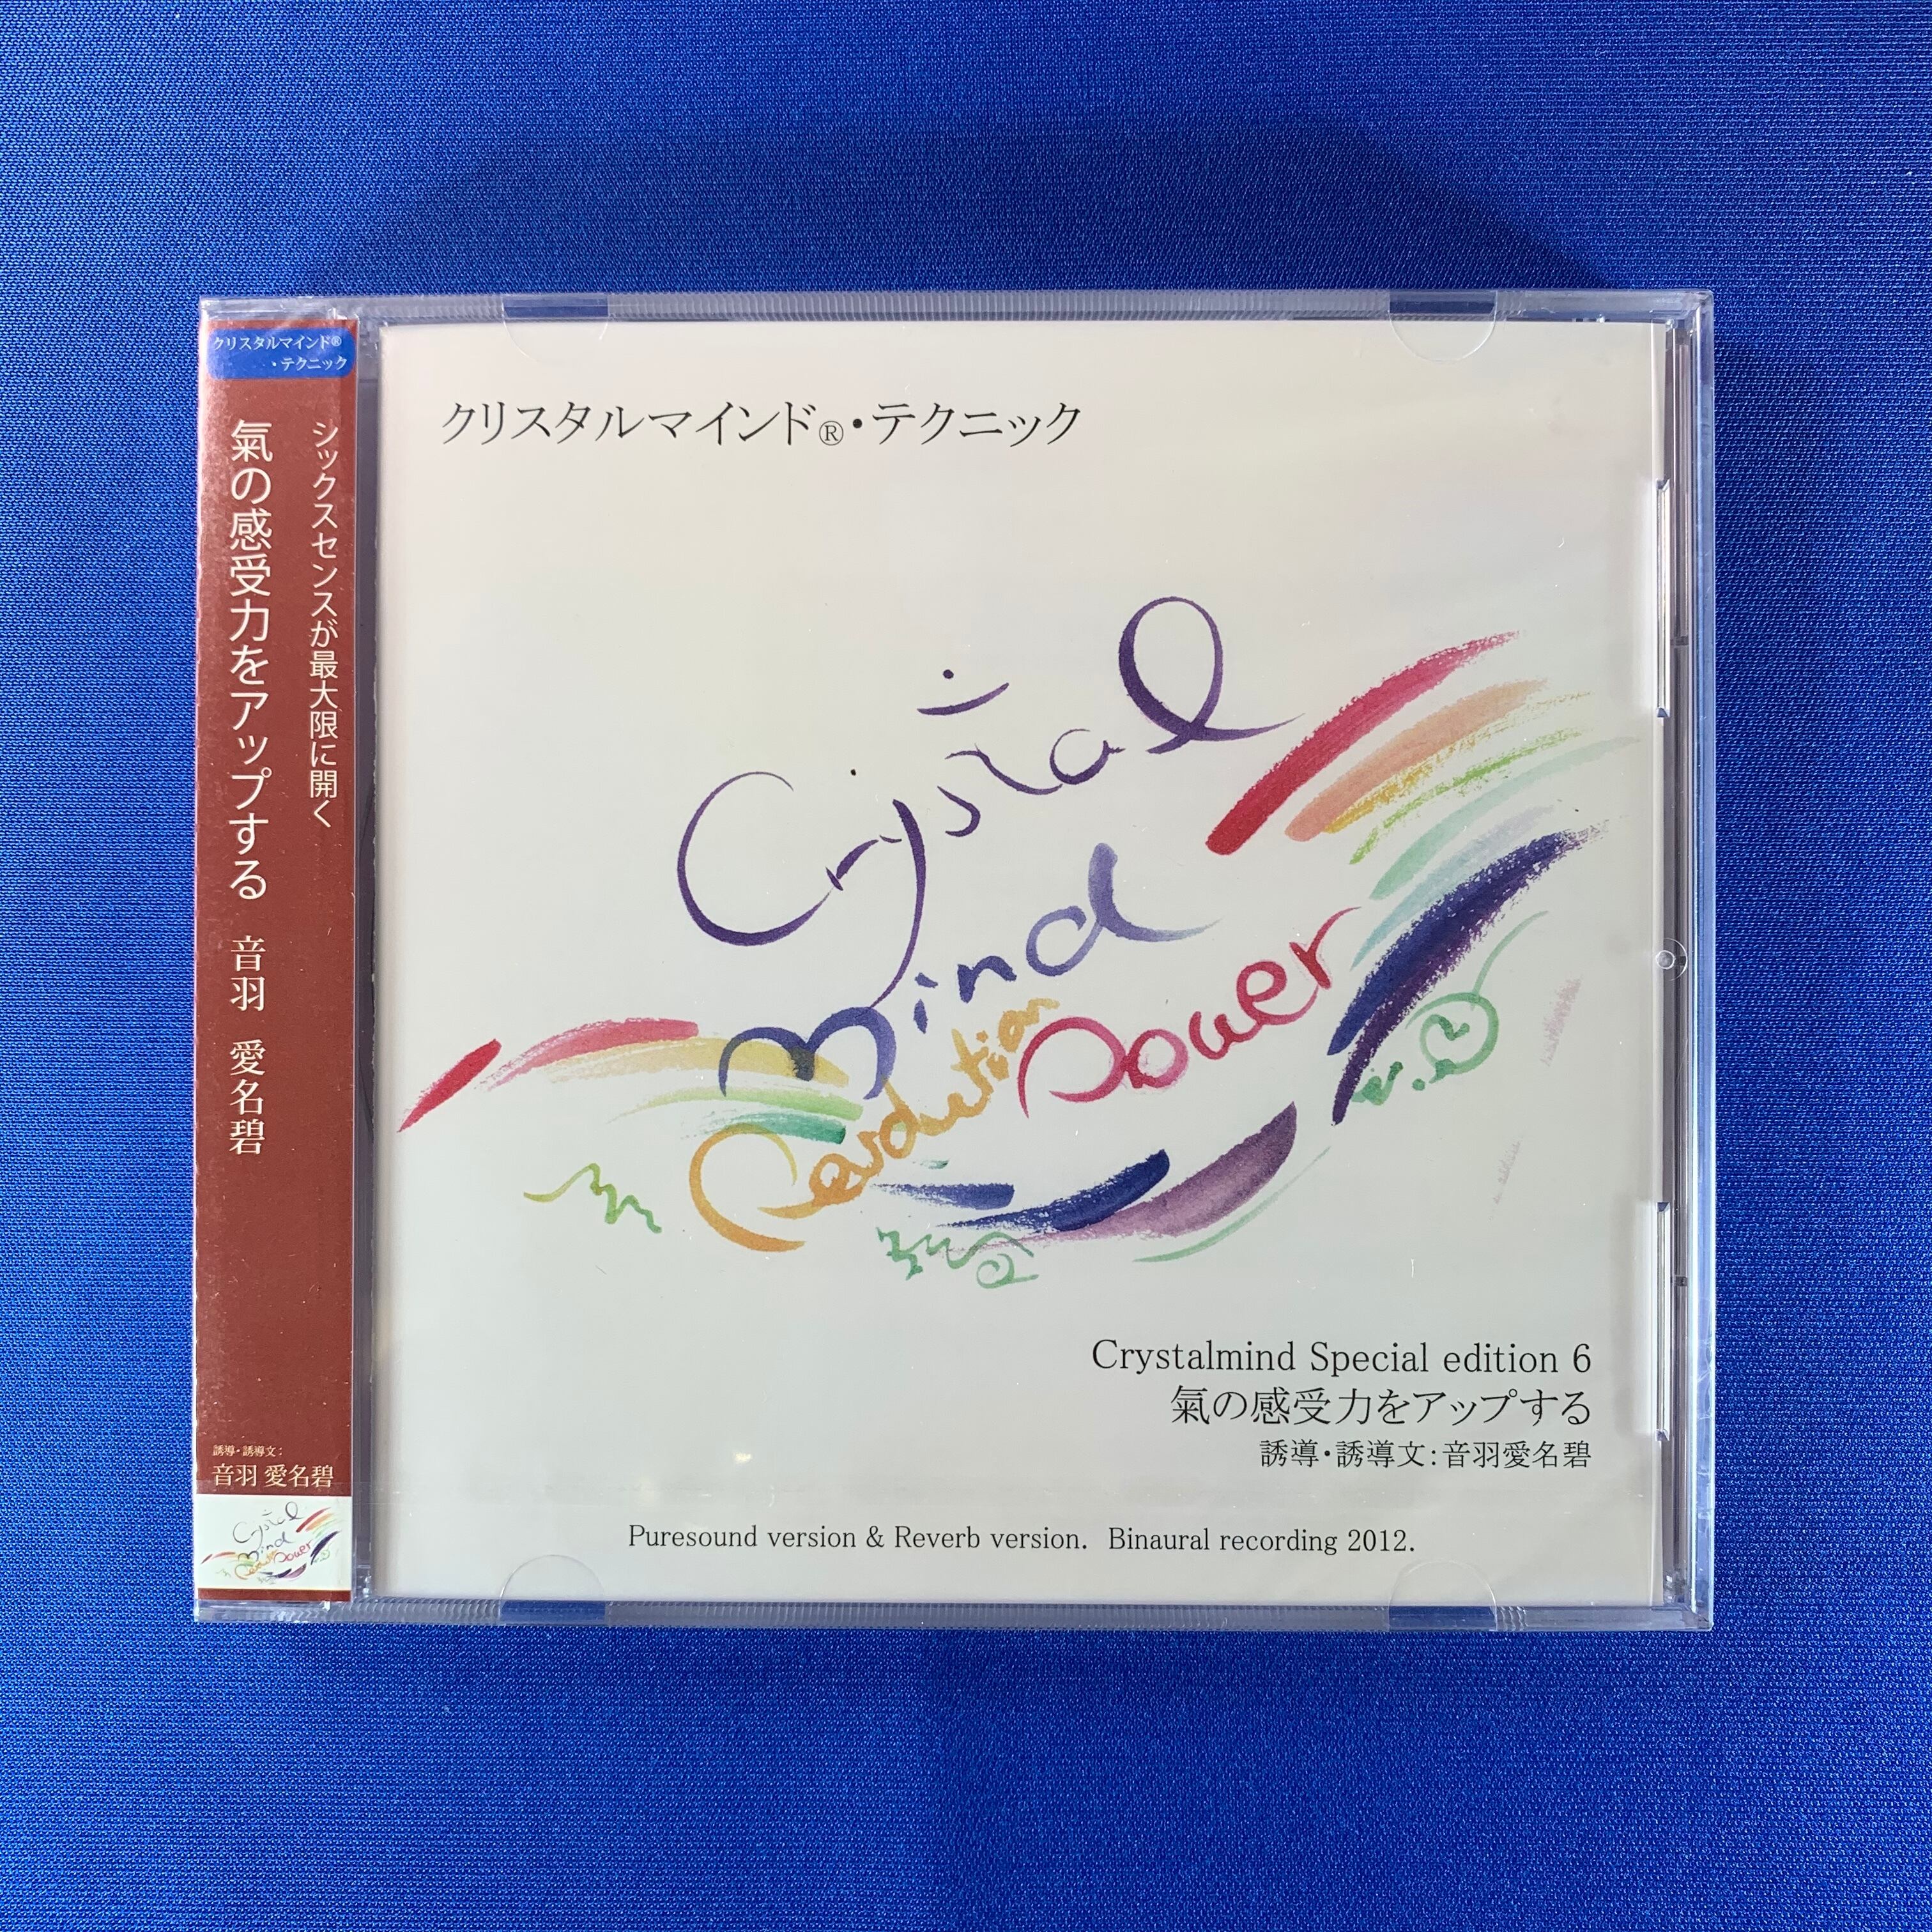 クリスタルマインド®
・テクニック
シックスセンスが最大限に開く
氣の感受力をアップする 音羽 愛名碧
誘導・誘導文：
音羽 愛名碧
Crystal
mind
Power
クリスタルマインド®・テクニック
Crystal
mind
Power
Crystalmind Special edition 6
氣の感受力をアップする
誘導・誘導文：音羽愛名碧
Puresound version & Reverb version. Binaural recording 2012.